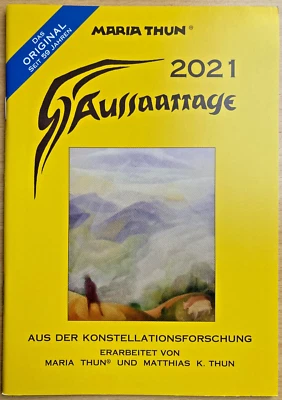 DAS
ORIGINAL
SEIT 59 JAHREN
MARIA THUN®
2021
Aussaattage
AUS DER KONSTELLATIONSFORSCHUNG
ERARBEITET VON
MARIA THUN® UND MATTHIAS K. THUN